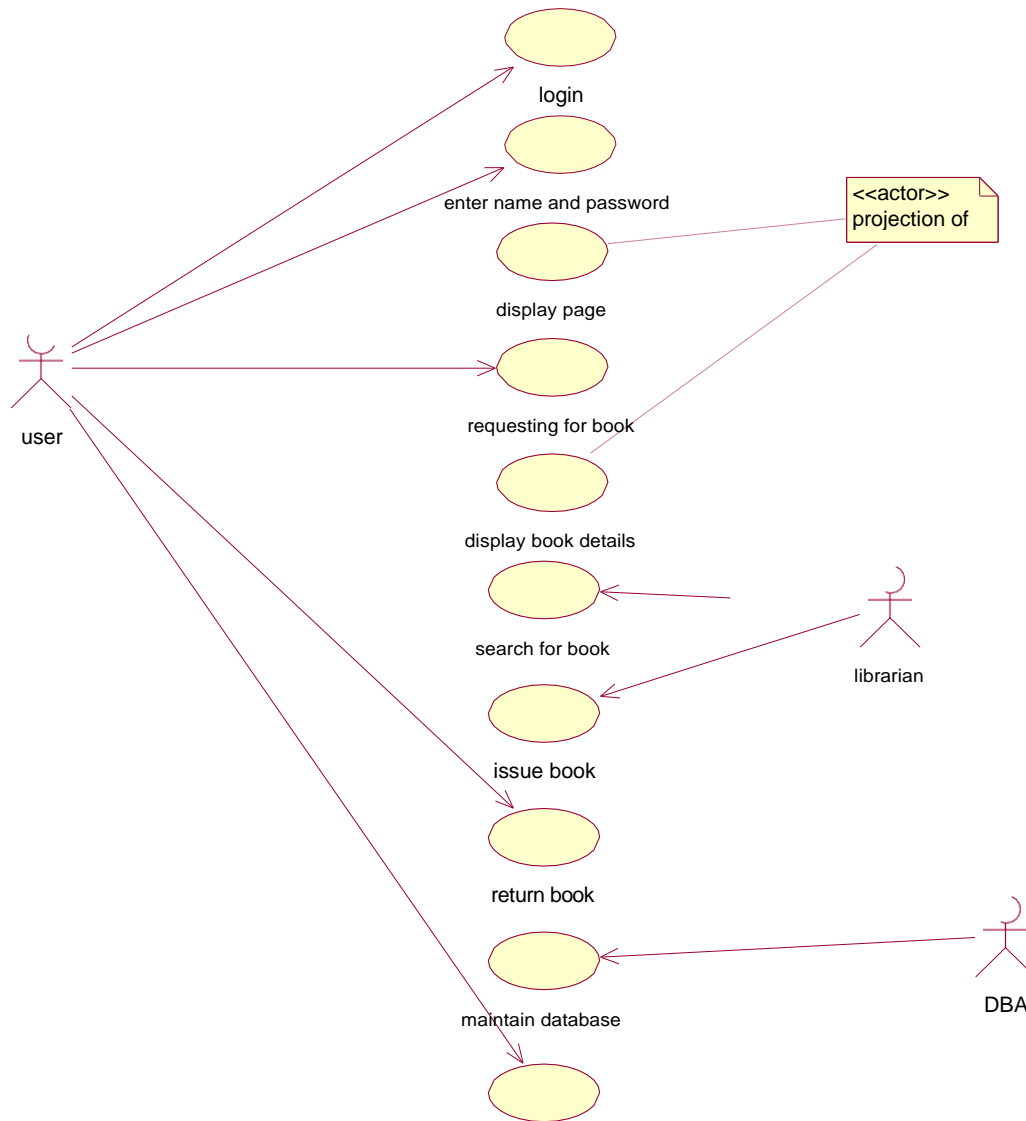 login
enter name and password
<<actor>>
projection of
display page
user
requesting for book
display book details
search for book
librarian
issue book
return book
DBA
maintain database